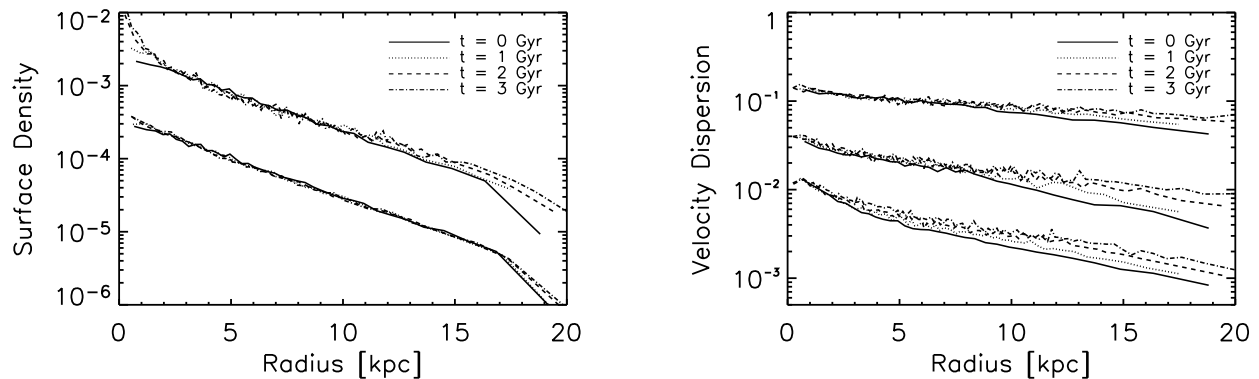 10⁻²
10⁻³
10⁻⁴
10⁻⁵
10⁻⁶
Surface Density
t = 0 Gyr
t = 1 Gyr
t = 2 Gyr
t = 3 Gyr
0 5 10 15 20
Radius [kpc]
1
10⁻¹
10⁻²
10⁻³
Velocity Dispersion
t = 0 Gyr
t = 1 Gyr
t = 2 Gyr
t = 3 Gyr
0 5 10 15 20
Radius [kpc]